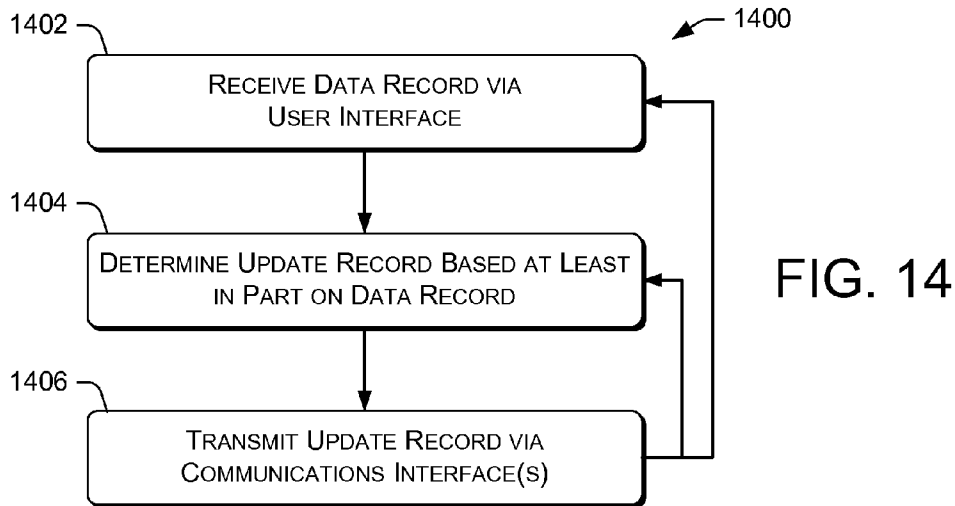 1402
1400
RECEIVE DATA RECORD VIA
USER INTERFACE
1404
DETERMINE UPDATE RECORD BASED AT LEAST
IN PART ON DATA RECORD
FIG. 14
1406
TRANSMIT UPDATE RECORD VIA
COMMUNICATIONS INTERFACE(S)